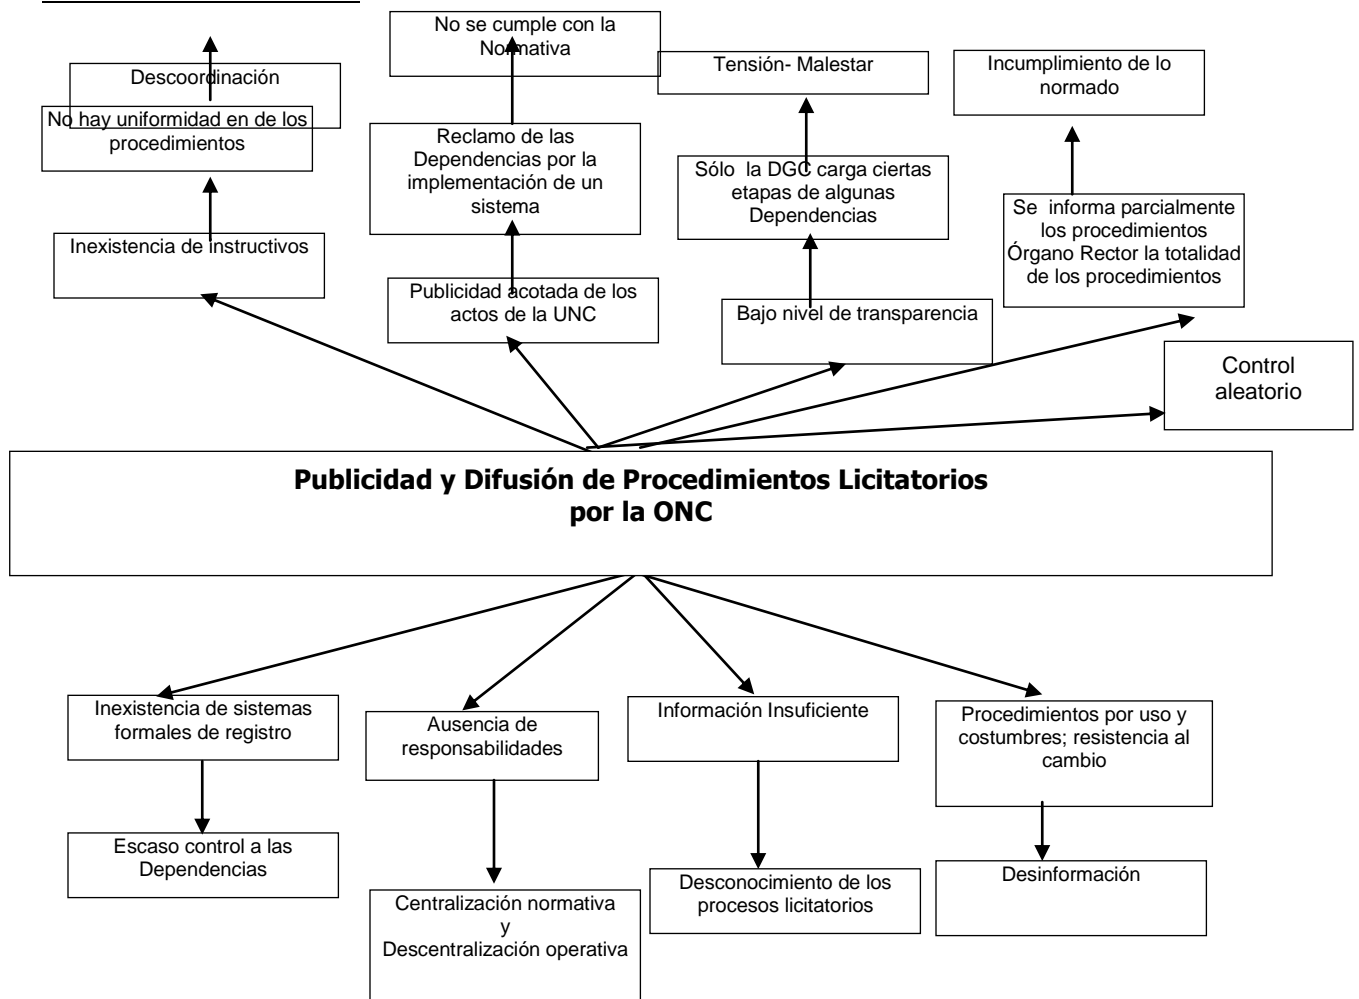 No se cumple con la
Normativa
Descoordinación
Tensión- Malestar
Incumplimiento de lo
normado
No hay uniformidad en de los
procedimientos
Reclamo de las
Dependencias por la
implementación de un
sistema
Sólo  la DGC carga ciertas
etapas de algunas
Dependencias
Se  informa parcialmente
los procedimientos
Órgano Rector la totalidad
de los procedimientos
Inexistencia de instructivos
Publicidad acotada de los
actos de la UNC
Bajo nivel de transparencia
Control
aleatorio
Publicidad y Difusión de Procedimientos Licitatorios
por la ONC
Inexistencia de sistemas
formales de registro
Ausencia de
responsabilidades
Información Insuficiente
Procedimientos por uso y
costumbres; resistencia al
cambio
Escaso control a las
Dependencias
Centralización normativa
y
Descentralización operativa
Desconocimiento de los
procesos licitatorios
Desinformación